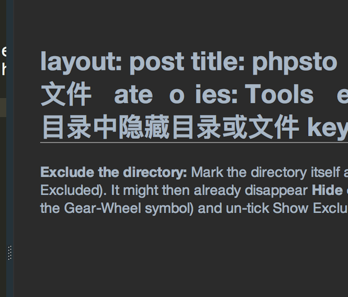 e
h
layout: post title: phpsto
文件 ate o ies: Tools e
目录中隐藏目录或文件 key
Exclude the directory: Mark the directory itself a
Excluded). It might then already disappear Hide
the Gear-Wheel symbol) and un-tick Show Exclu